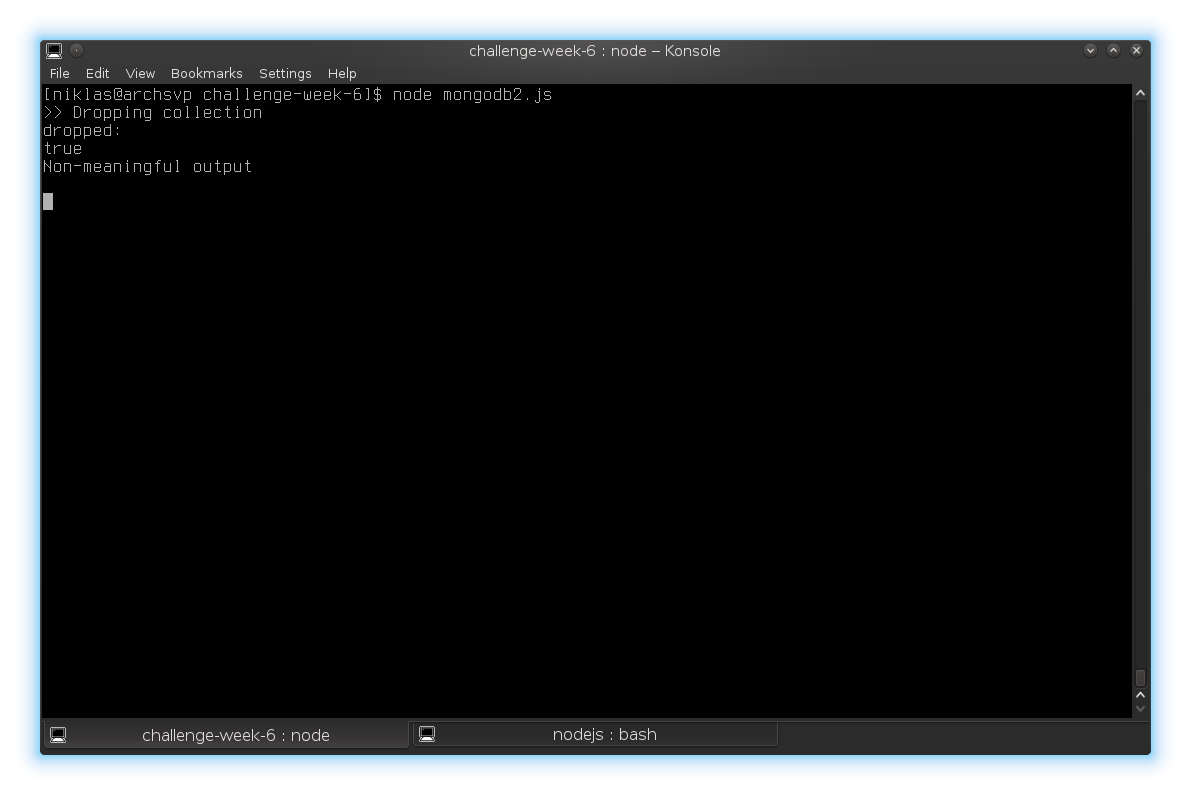 challenge-week-6 : node – Konsole
File Edit View Bookmarks Settings Help
[niklas@archsvp challenge-week-6]$ node mongodb2.js
>> Dropping collection
dropped:
true
Non-meaningful output
challenge-week-6 : node nodejs : bash